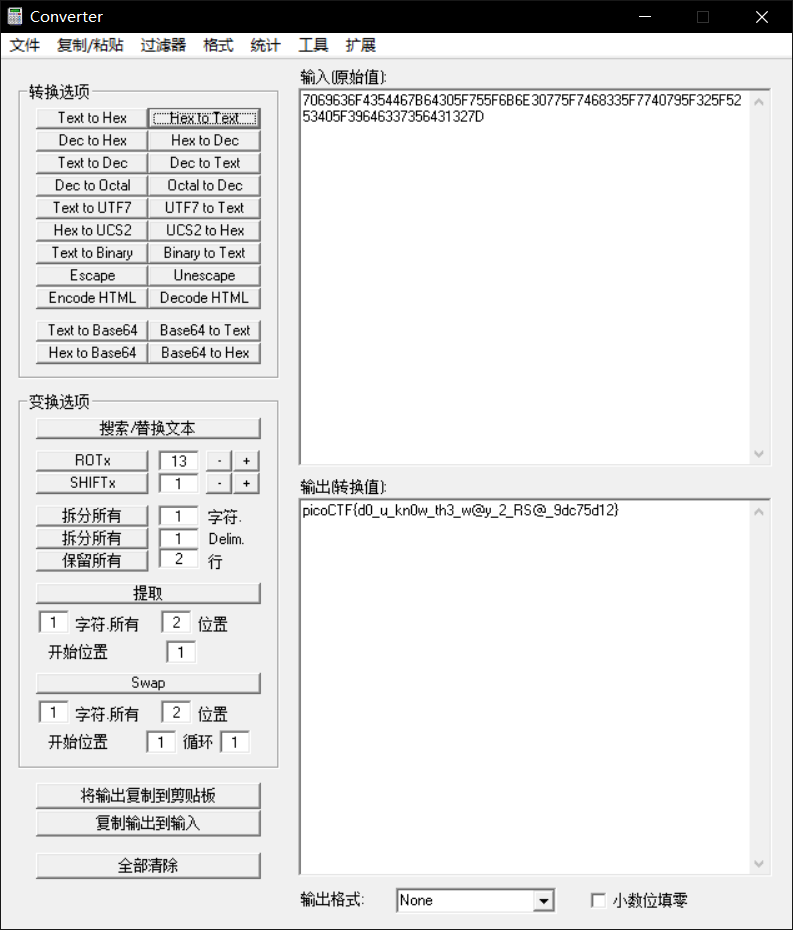 Converter
文件 复制/粘贴 过滤器 格式 统计 工具 扩展
转换选项
Text to Hex Hex to Text
Dec to Hex Hex to Dec
Text to Dec Dec to Text
Dec to Octal Octal to Dec
Text to UTF7 UTF7 to Text
Hex to UCS2 UCS2 to Hex
Text to Binary Binary to Text
Escape Unescape
Encode HTML Decode HTML
Text to Base64 Base64 to Text
Hex to Base64 Base64 to Hex
变换选项
搜索/替换文本
ROTx 13 - +
SHIFTx 1 - +
拆分所有 1 字符.
拆分所有 1 Delim.
保留所有 2 行
提取
1 字符.所有 2 位置
开始位置 1
Swap
1 字符.所有 2 位置
开始位置 1 循环 1
将输出复制到剪贴板
复制输出到输入
全部清除
输入(原始值):
7069636F4354467B64305F755F6B6E30775F7468335F7740795F325F52
53405F39646337356431327D
输出(转换值):
picoCTF{d0_u_kn0w_th3_w@y_2_RS@_9dc75d12}
输出格式: None 小数位填零